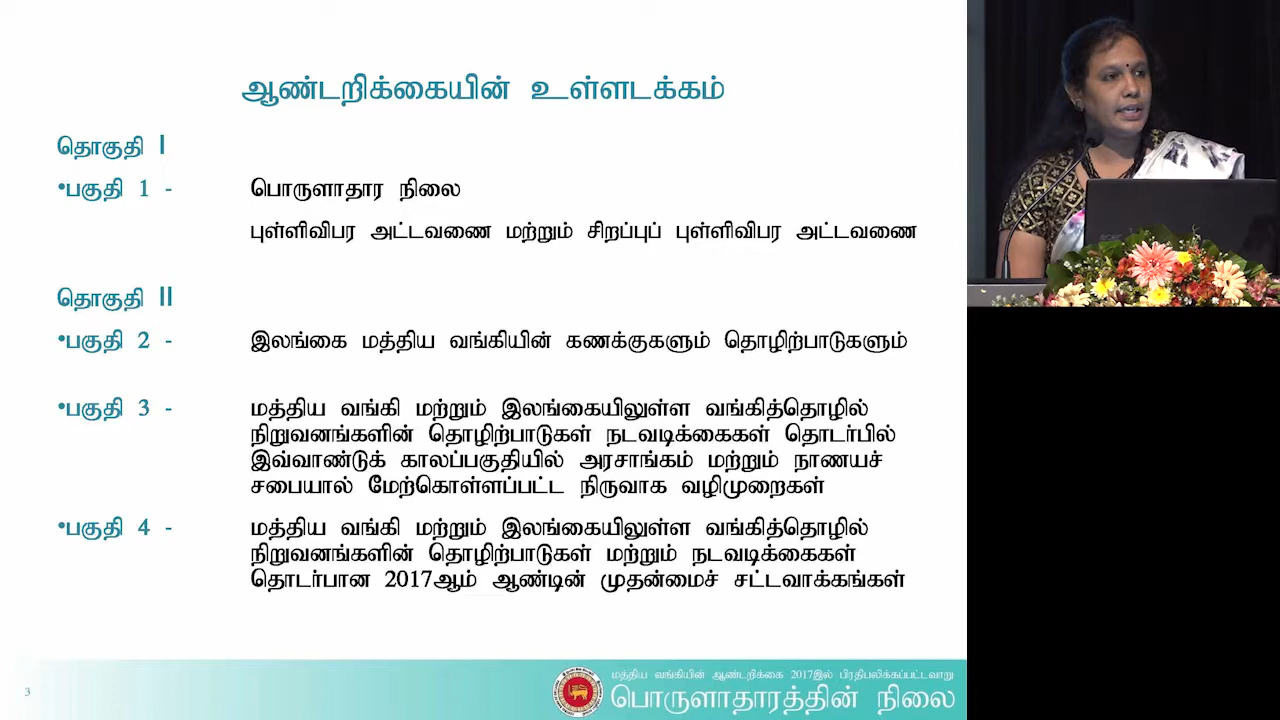 ஆண்டறிக்கையின் உள்ளடக்கம்
தொகுதி I
•பகுதி 1 - பொருளாதார நிலை
புள்ளிவிபர அட்டவணை மற்றும் சிறப்புப் புள்ளிவிபர அட்டவணை
தொகுதி II
•பகுதி 2 - இலங்கை மத்திய வங்கியின் கணக்குகளும் தொழிற்பாடுகளும்
•பகுதி 3 - மத்திய வங்கி மற்றும் இலங்கையிலுள்ள வங்கித்தொழில்
நிறுவனங்களின் தொழிற்பாடுகள் நடவடிக்கைகள் தொடர்பில்
இவ்வாண்டுக் காலப்பகுதியில் அரசாங்கம் மற்றும் நாணயச்
சபையால் மேற்கொள்ளப்பட்ட நிருவாக வழிமுறைகள்
•பகுதி 4 - மத்திய வங்கி மற்றும் இலங்கையிலுள்ள வங்கித்தொழில்
நிறுவனங்களின் தொழிற்பாடுகள் மற்றும் நடவடிக்கைகள்
தொடர்பான 2017ஆம் ஆண்டின் முதன்மைச் சட்டவாக்கங்கள்
3
மத்திய வங்கியின் ஆண்டறிக்கை 2017இல் பிரதிபலிக்கப்பட்டவாறு
பொருளாதாரத்தின் நிலை